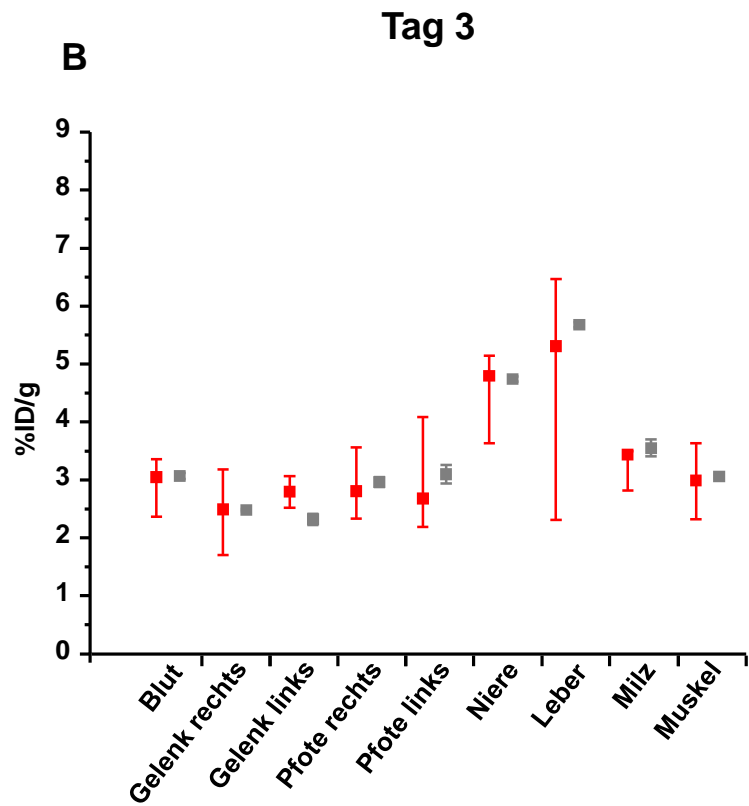 Tag 3
B
9
8
7
6
5
4
3
2
1
0
%ID/g
Blut
Gelenk rechts
Gelenk links
Pfote rechts
Pfote links
Niere
Leber
Milz
Muskel